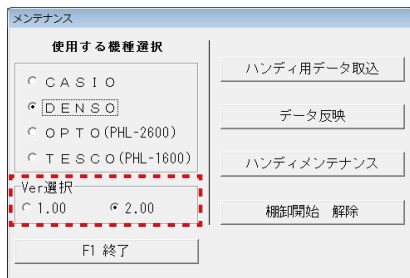 メンテナンス
使用する機種選択
ＣＡＳＩＯ
ＤＥＮＳＯ
ＯＰＴＯ(PHL-2600)
ＴＥＳＣＯ(PHL-1600)
Ver選択
1.00 2.00
F1 終了
ハンディ用データ取込
データ反映
ハンディメンテナンス
棚卸開始　解除